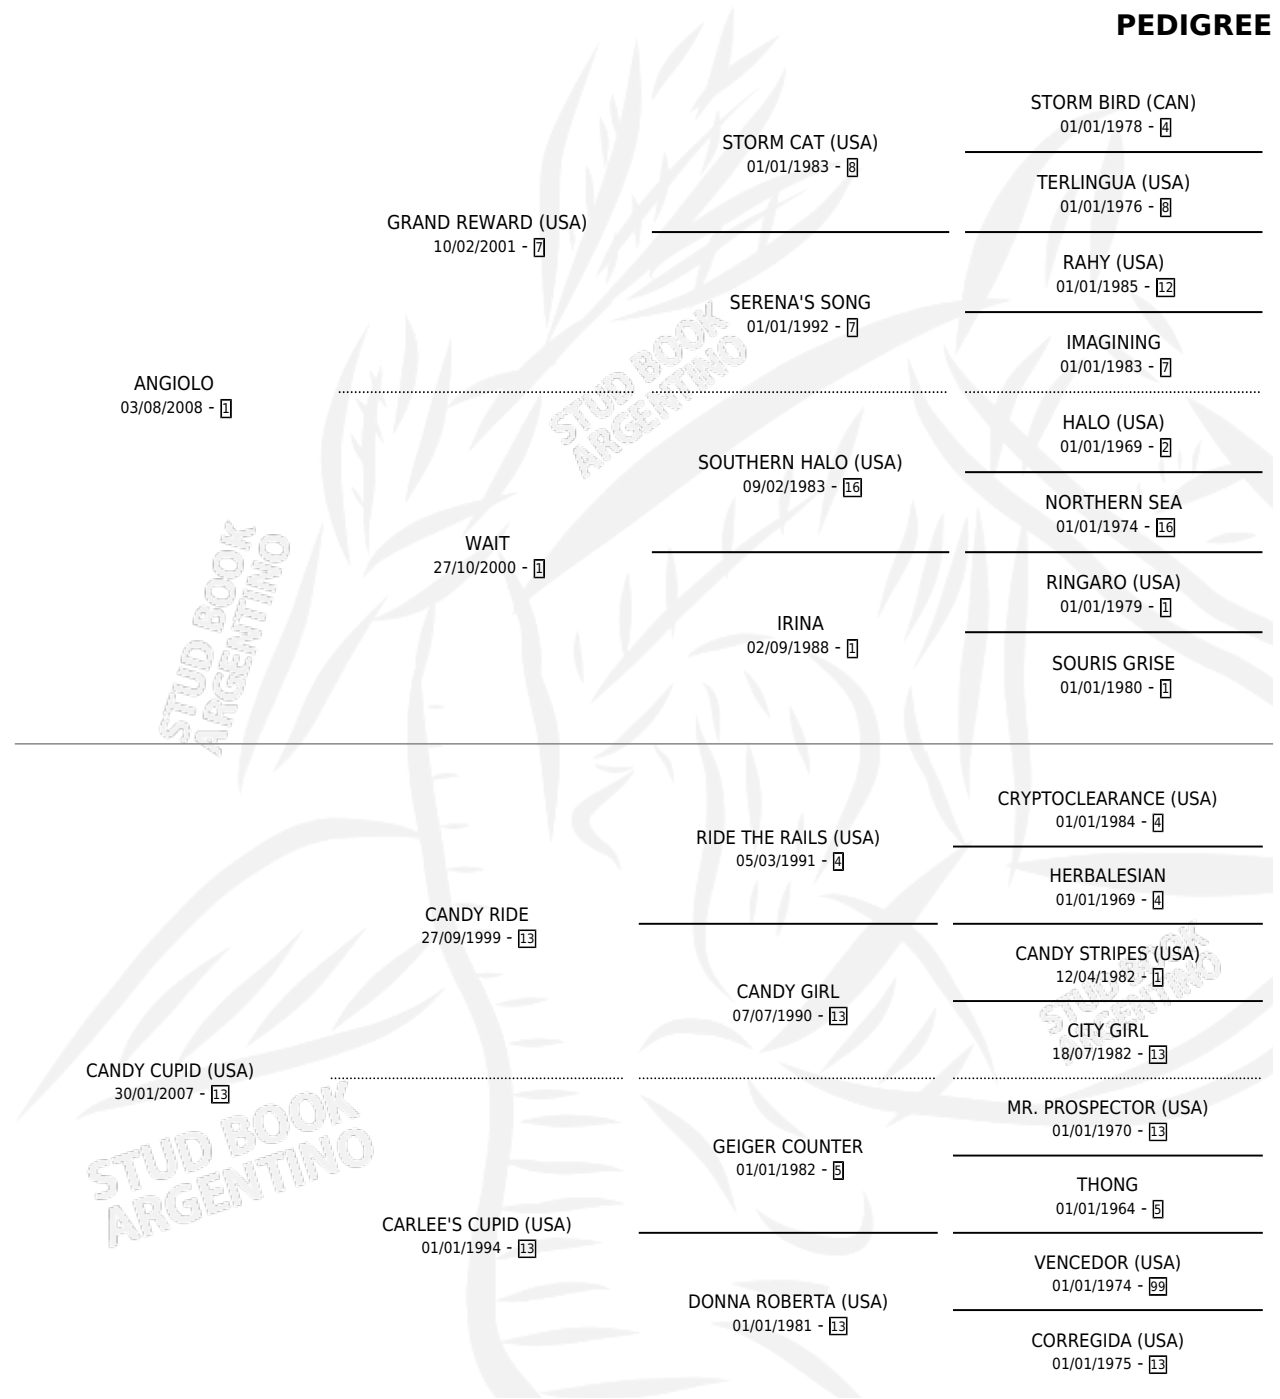 PEDIGREE
STORM BIRD (CAN)
01/01/1978 - 4
STORM CAT (USA)
01/01/1983 - 8
TERLINGUA (USA)
01/01/1976 - 8
GRAND REWARD (USA)
10/02/2001 - 7
RAHY (USA)
01/01/1985 - 12
SERENA'S SONG
01/01/1992 - 7
IMAGINING
01/01/1983 - 7
ANGIOLO
03/08/2008 - 1
HALO (USA)
01/01/1969 - 2
SOUTHERN HALO (USA)
09/02/1983 - 16
NORTHERN SEA
01/01/1974 - 16
WAIT
27/10/2000 - 1
RINGARO (USA)
01/01/1979 - 1
IRINA
02/09/1988 - 1
SOURIS GRISE
01/01/1980 - 1
CRYPTOCLEARANCE (USA)
01/01/1984 - 4
RIDE THE RAILS (USA)
05/03/1991 - 4
HERBALESIAN
01/01/1969 - 4
CANDY RIDE
27/09/1999 - 13
CANDY STRIPES (USA)
12/04/1982 - 1
CANDY GIRL
07/07/1990 - 13
CITY GIRL
18/07/1982 - 13
CANDY CUPID (USA)
30/01/2007 - 13
MR. PROSPECTOR (USA)
01/01/1970 - 13
GEIGER COUNTER
01/01/1982 - 5
THONG
01/01/1964 - 5
CARLEE'S CUPID (USA)
01/01/1994 - 13
VENCEDOR (USA)
01/01/1974 - 99
DONNA ROBERTA (USA)
01/01/1981 - 13
CORREGIDA (USA)
01/01/1975 - 13
STUD BOOK
ARGENTINO
STUD BOOK
ARGENTINO
STUD BOOK
ARGENTINO
STUD BOOK
ARGENTINO